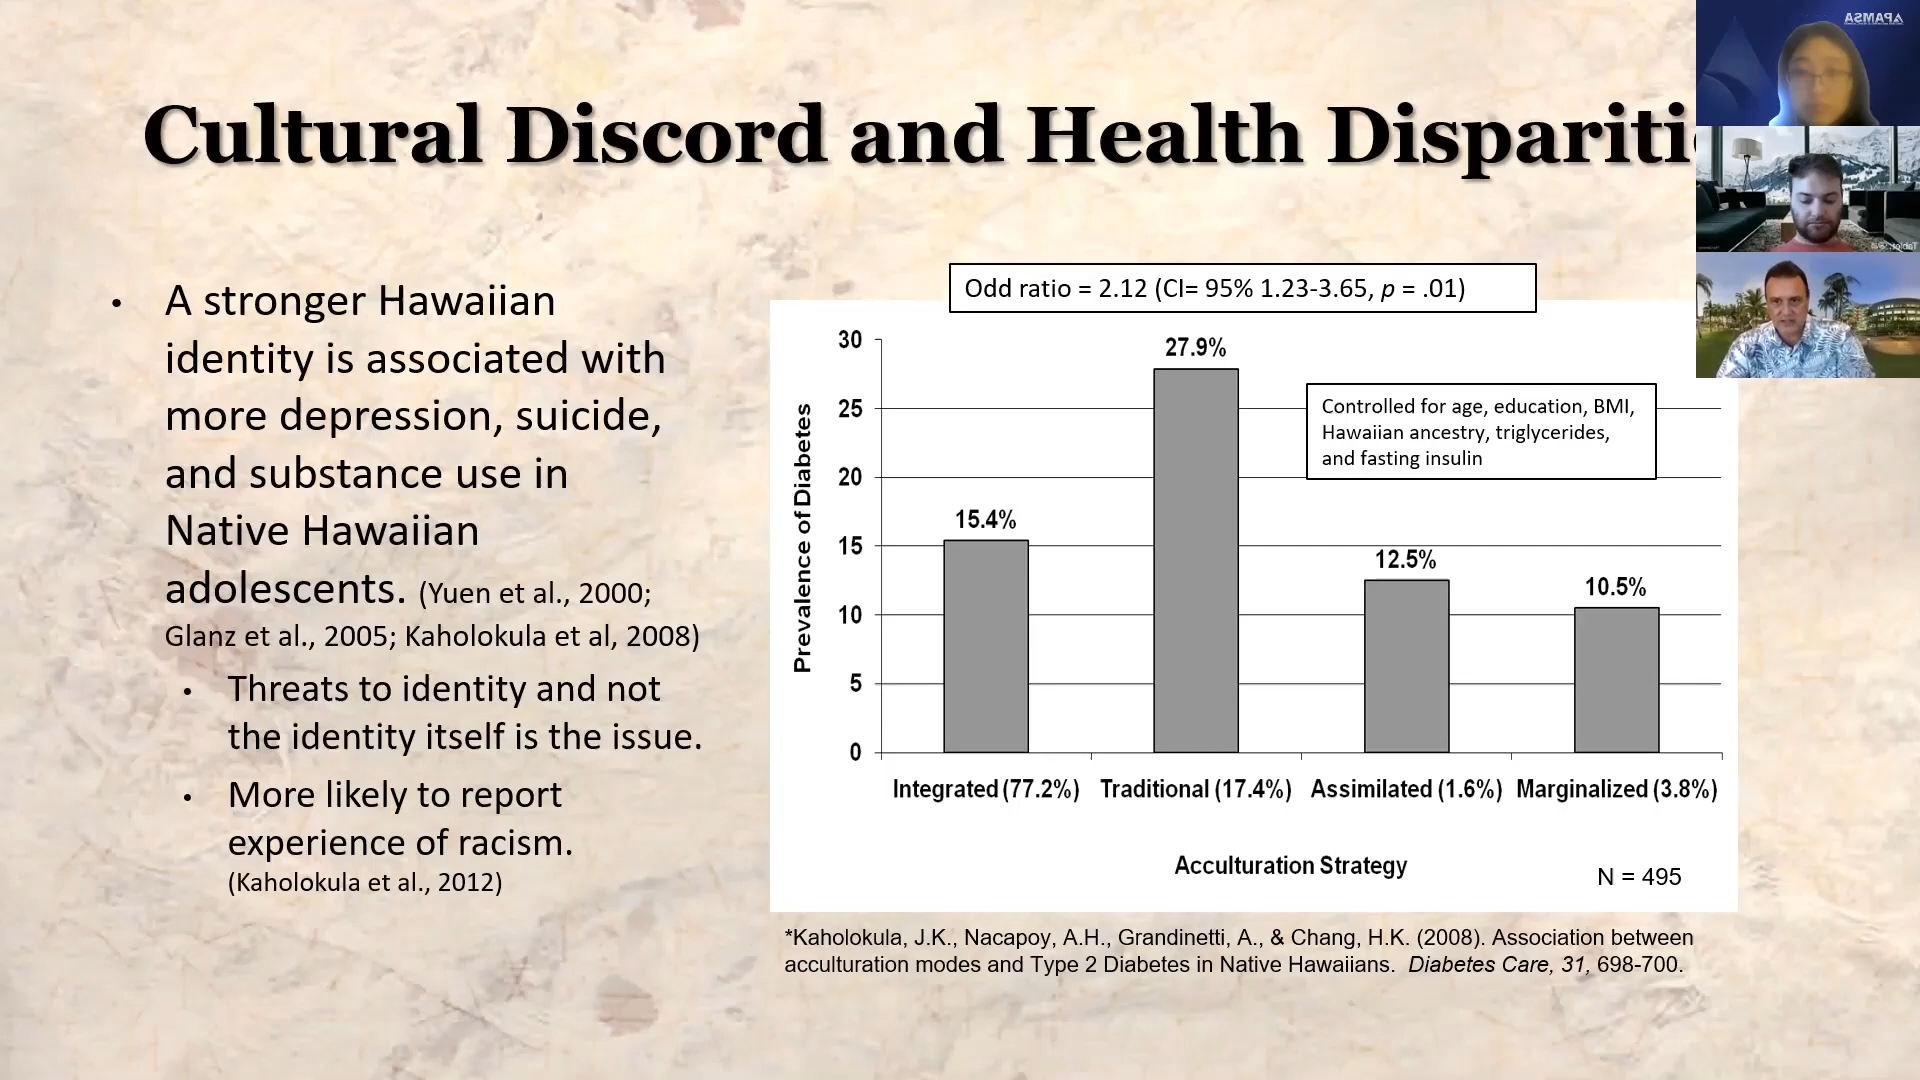 Cultural Discord and Health Dispariti
APAMSA
• A stronger Hawaiian
identity is associated with
more depression, suicide,
and substance use in
Native Hawaiian
adolescents. (Yuen et al., 2000;
Glanz et al., 2005; Kaholokula et al, 2008)
• Threats to identity and not
the identity itself is the issue.
• More likely to report
experience of racism.
(Kaholokula et al., 2012)
Odd ratio = 2.12 (CI= 95% 1.23-3.65, p = .01)
Controlled for age, education, BMI,
Hawaiian ancestry, triglycerides,
and fasting insulin
Prevalence of Diabetes
30
25
20
15
10
5
0
15.4%
27.9%
12.5%
10.5%
Integrated (77.2%) Traditional (17.4%) Assimilated (1.6%) Marginalized (3.8%)
Acculturation Strategy
N = 495
*Kaholokula, J.K., Nacapoy, A.H., Grandinetti, A., & Chang, H.K. (2008). Association between
acculturation modes and Type 2 Diabetes in Native Hawaiians. Diabetes Care, 31, 698-700.